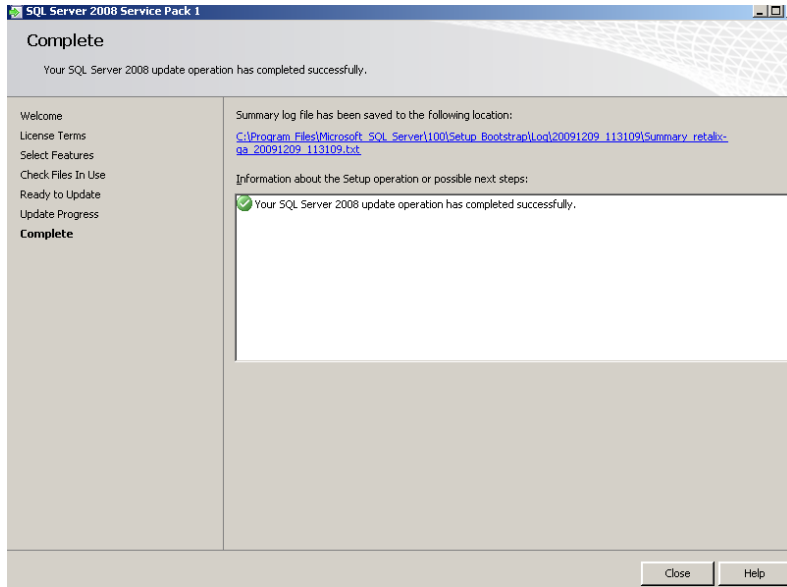 SQL Server 2008 Service Pack 1
Complete
Your SQL Server 2008 update operation has completed successfully.
Welcome
License Terms
Select Features
Check Files In Use
Ready to Update
Update Progress
Complete
Summary log file has been saved to the following location:
C:\Program Files\Microsoft SQL Server\100\Setup Bootstrap\Log\20091209_113109\Summary_retalix-
ga_20091209_113109.txt
Information about the Setup operation or possible next steps:
Your SQL Server 2008 update operation has completed successfully.
Close
Help